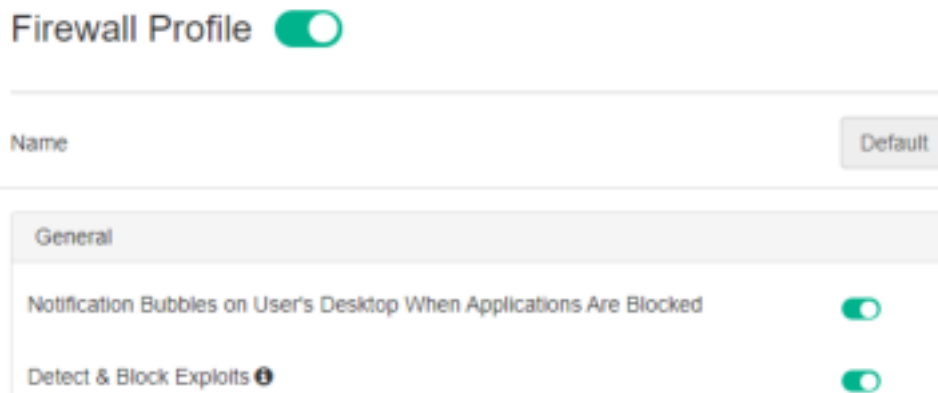 Firewall Profile
Name
Default
General
Notification Bubbles on User's Desktop When Applications Are Blocked
Detect & Block Exploits